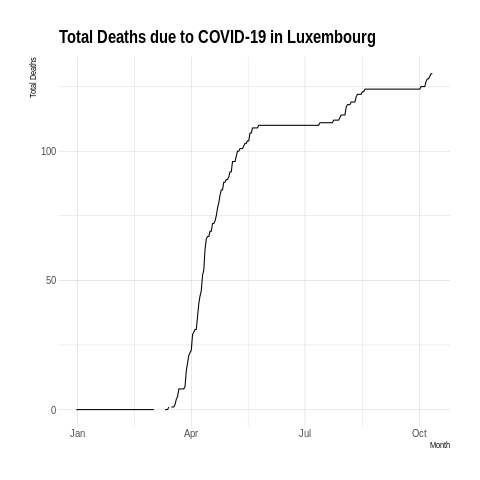 Total Deaths due to COVID-19 in Luxembourg
Total Deaths
100
50
0
Jan Apr Jul Oct
Month